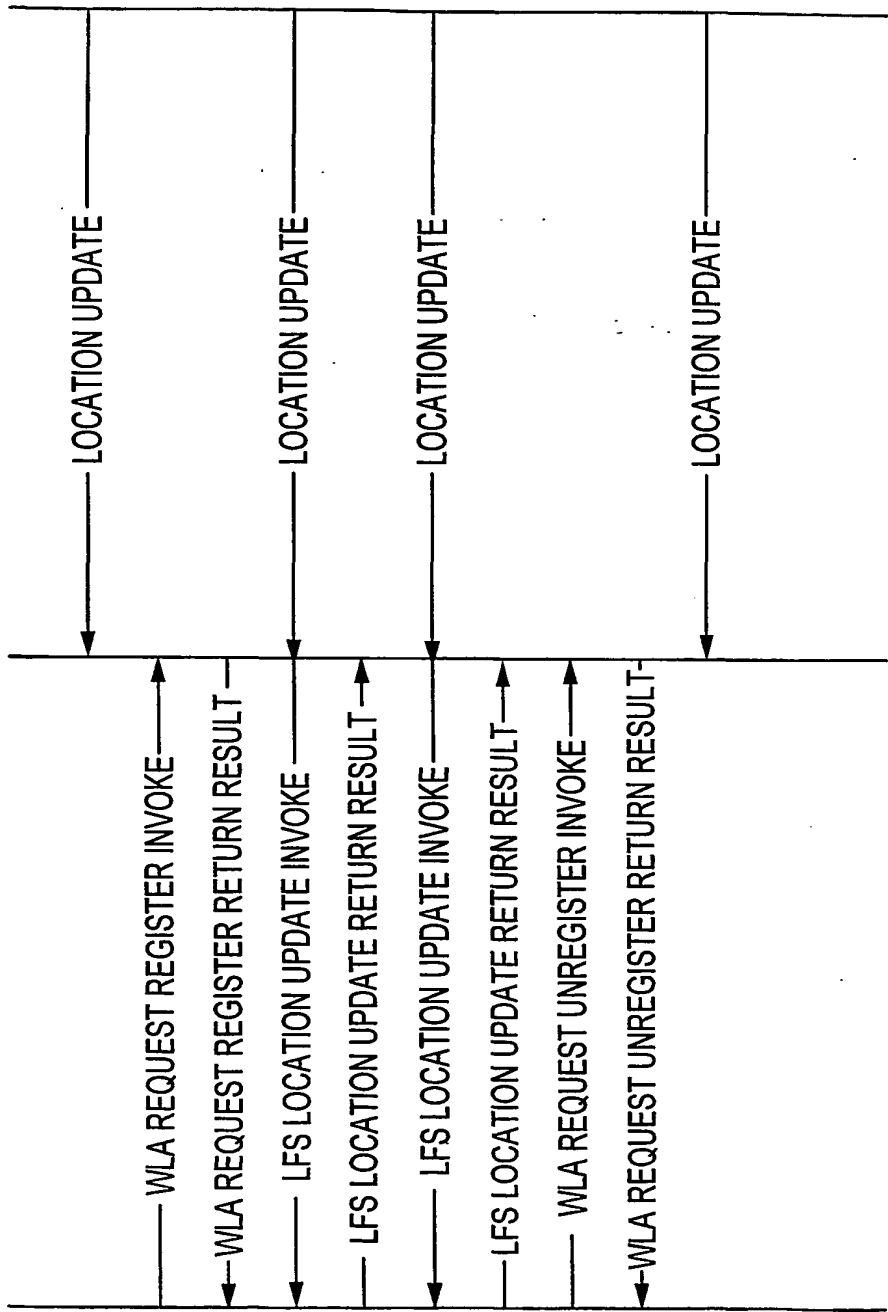 LOCATION UPDATE
WLA REQUEST REGISTER INVOKE
WLA REQUEST REGISTER RETURN RESULT
LFS LOCATION UPDATE INVOKE
LOCATION UPDATE
LFS LOCATION UPDATE RETURN RESULT
LFS LOCATION UPDATE INVOKE
LOCATION UPDATE
LFS LOCATION UPDATE RETURN RESULT
WLA REQUEST UNREGISTER INVOKE
WLA REQUEST UNREGISTER RETURN RESULT
LOCATION UPDATE